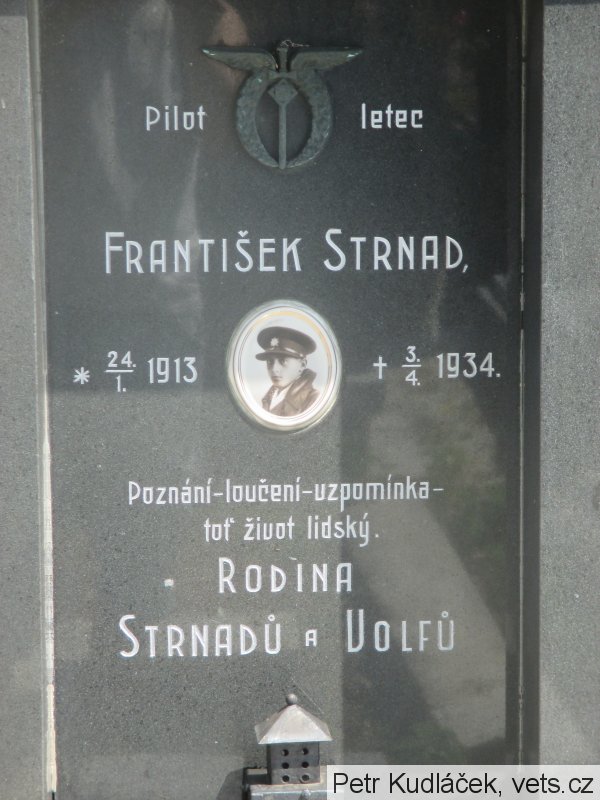 Pilot letec
FRANTIŠEK STRNAD,
* 24./1. 1913 † 3./4. 1934.
Poznání-loučení-vzpomínka-
toť život lidský.
RODINA
STRNADŮ A VOLFŮ
Petr Kudláček, vets.cz